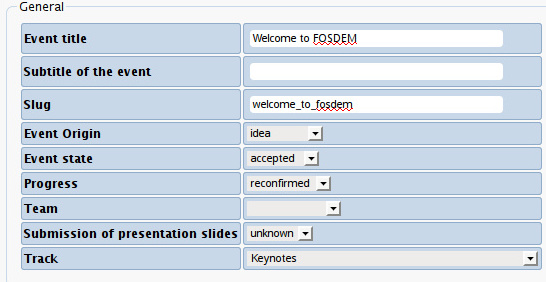 General
Event title Welcome to FOSDEM
Subtitle of the event
Slug welcome_to_fosdem
Event Origin idea
Event state accepted
Progress reconfirmed
Team
Submission of presentation slides unknown
Track Keynotes